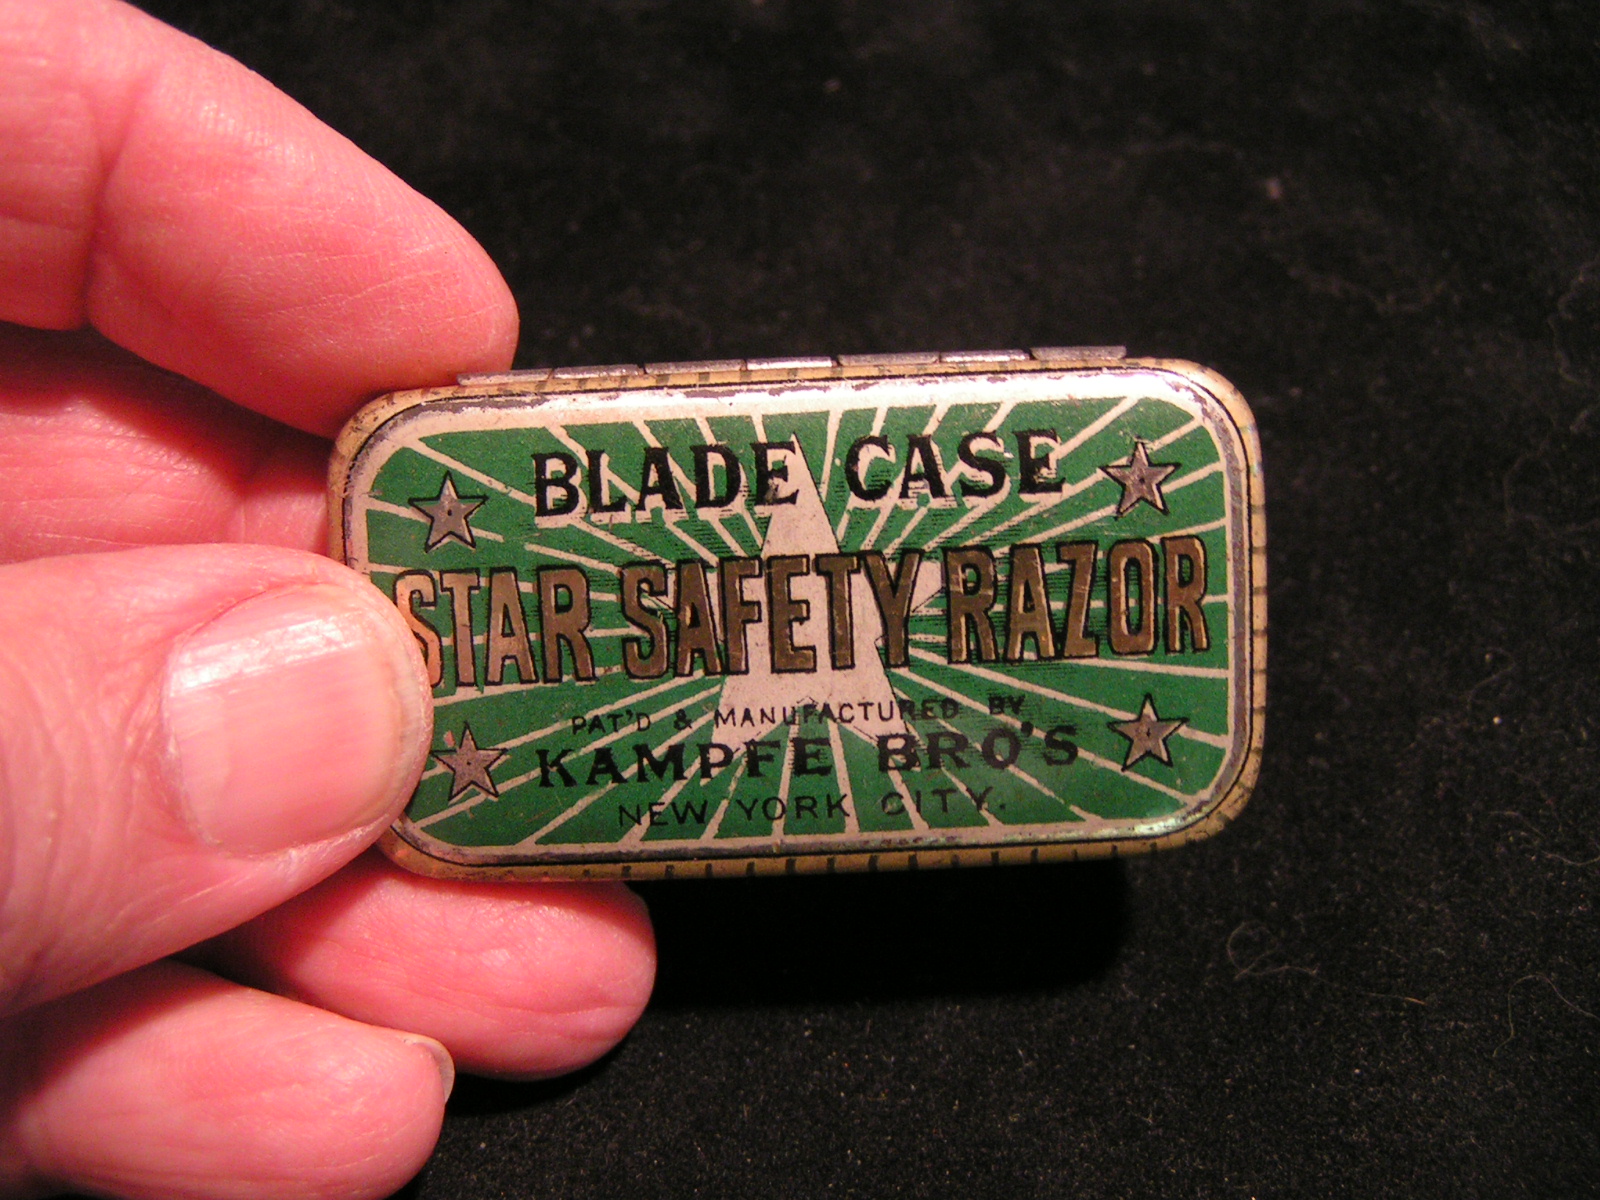 BLADE CASE
STAR SAFETY RAZOR
PAT'D & MANUFACTURED BY
KAMPFE BRO'S
NEW YORK CITY.